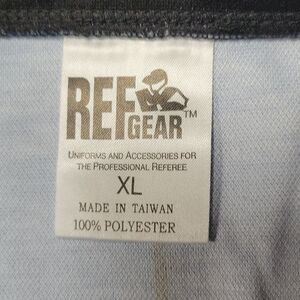 REF
GEAR™
UNIFORMS AND ACCESSORIES FOR
THE PROFESSIONAL REFEREE
XL
MADE IN TAIWAN
100% POLYESTER